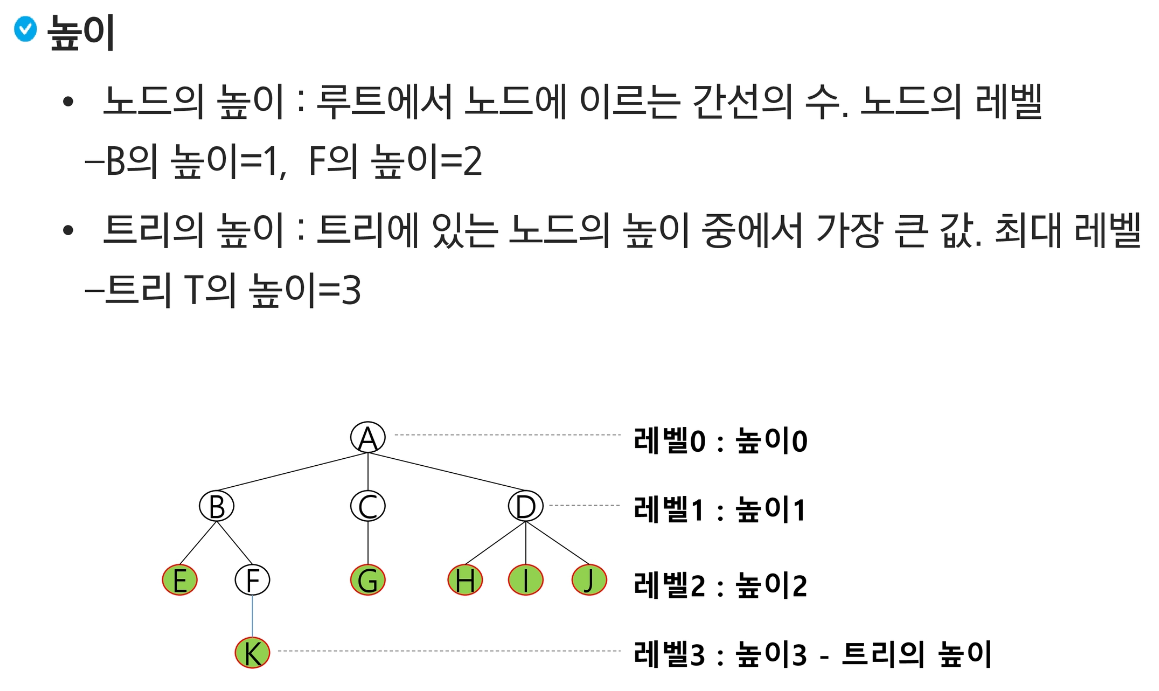 높이
• 노드의 높이 : 루트에서 노드에 이르는 간선의 수. 노드의 레벨
–B의 높이=1, F의 높이=2
• 트리의 높이 : 트리에 있는 노드의 높이 중에서 가장 큰 값. 최대 레벨
–트리 T의 높이=3
A 레벨0 : 높이0
B C D 레벨1 : 높이1
E F G H I J 레벨2 : 높이2
K 레벨3 : 높이3 - 트리의 높이